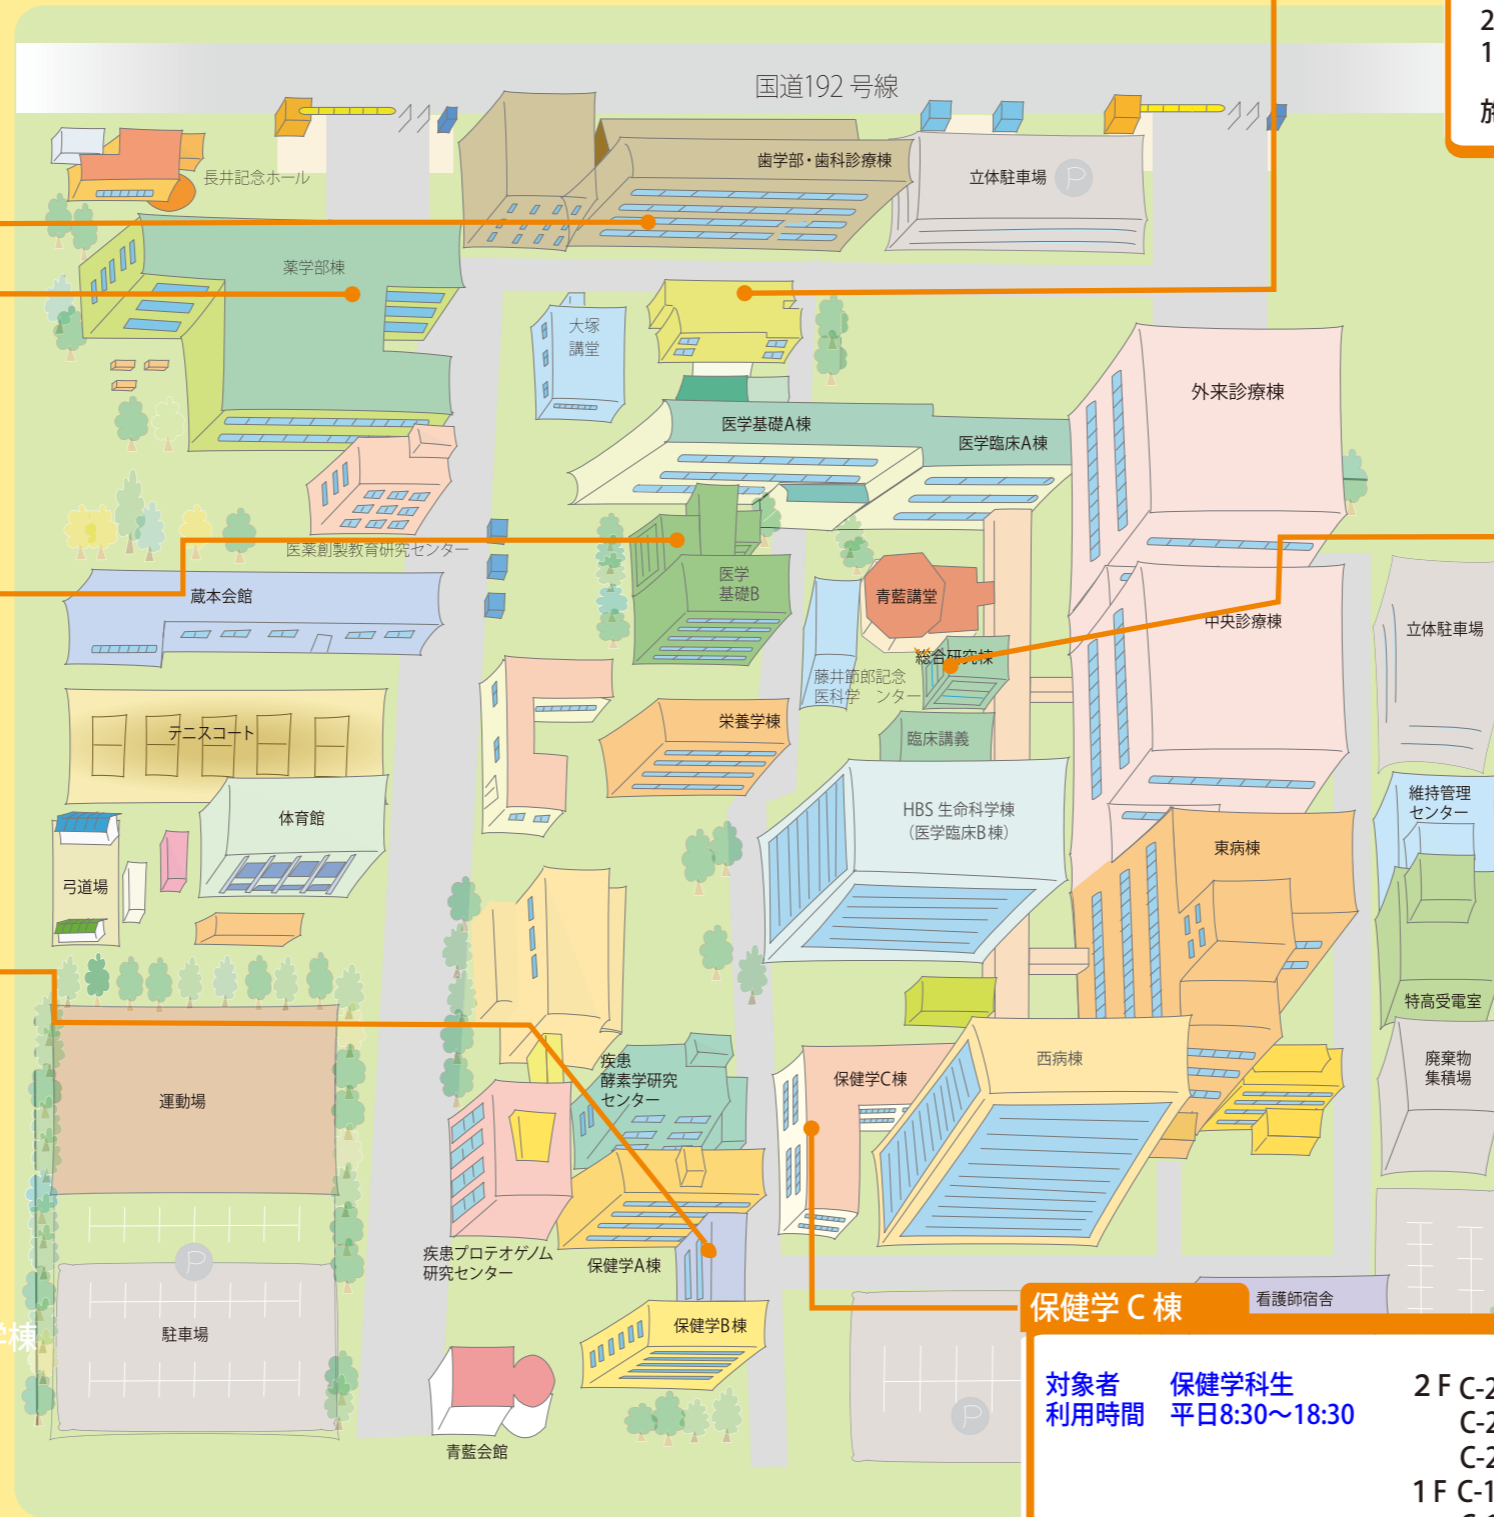 2
1
施
国道192 号線
長井記念ホール
歯学部・歯科診療棟
立体駐車場
P
薬学部棟
大塚
講堂
外来診療棟
医学基礎A棟
医学臨床A棟
医薬創製教育研究センター
蔵本会館
医学
基礎B
青藍講堂
中央診療棟
立体駐車場
総合研究棟
藤井節郎記念
医科学 ンター
テニスコート
栄養学棟
臨床講義
体育館
HBS 生命科学棟
（医学臨床B棟）
維持管理
センター
東病棟
弓道場
特高受電室
運動場
疾患
酵素学研究
センター
保健学C棟
西病棟
廃棄物
集積場
疾患プロテオゲノム
研究センター
保健学A棟
P
駐車場
学棟
保健学B棟
青藍会館
P
看護師宿舎
保健学 C 棟
対象者 保健学科生
利用時間 平日8:30～18:30
2 F C-2
C-2
C-2
1 F C-1